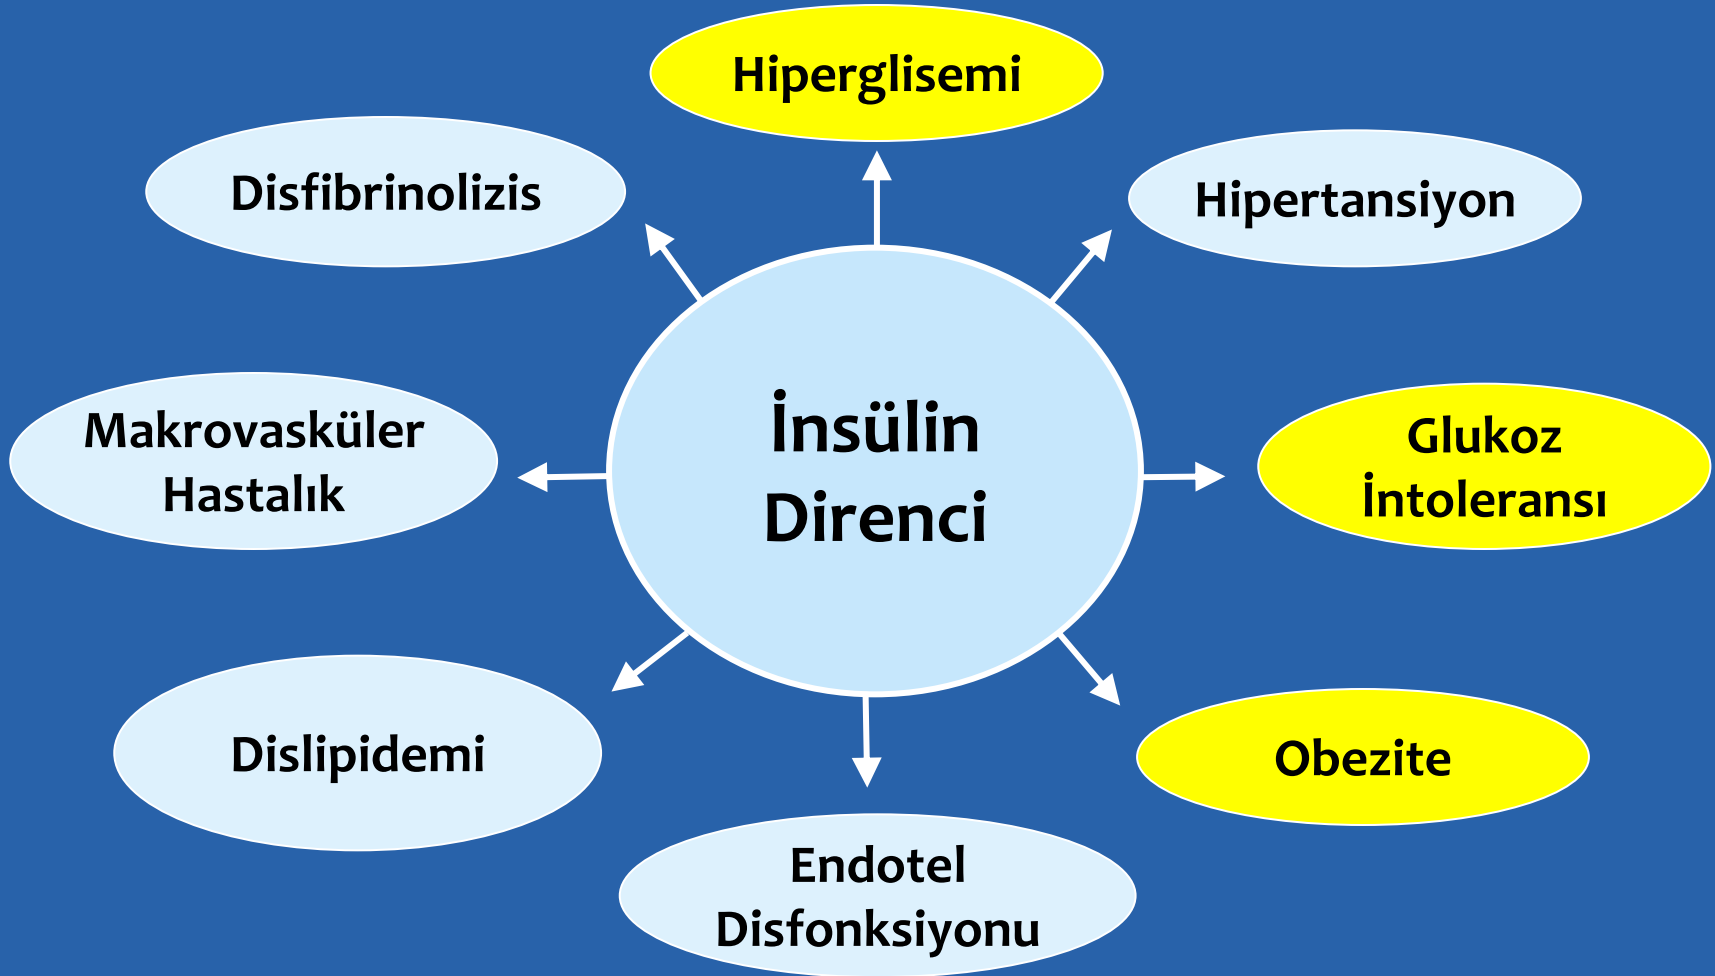 Hiperglisemi
Disfibrinolizis
Hipertansiyon
İnsülin
Direnci
Makrovasküler
Hastalık
Glukoz
İntoleransı
Dislipidemi
Obezite
Endotel
Disfonksiyonu